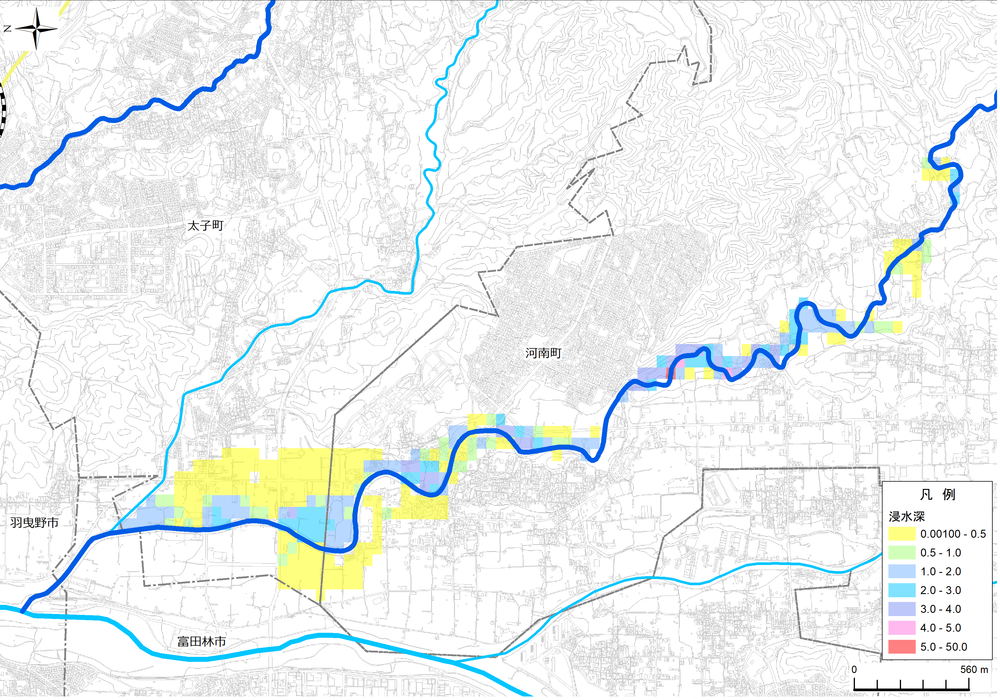 N
太子町
河南町
羽曳野市
富田林市
凡 例
浸水深
0.00100 - 0.5
0.5 - 1.0
1.0 - 2.0
2.0 - 3.0
3.0 - 4.0
4.0 - 5.0
5.0 - 50.0
0 560 m